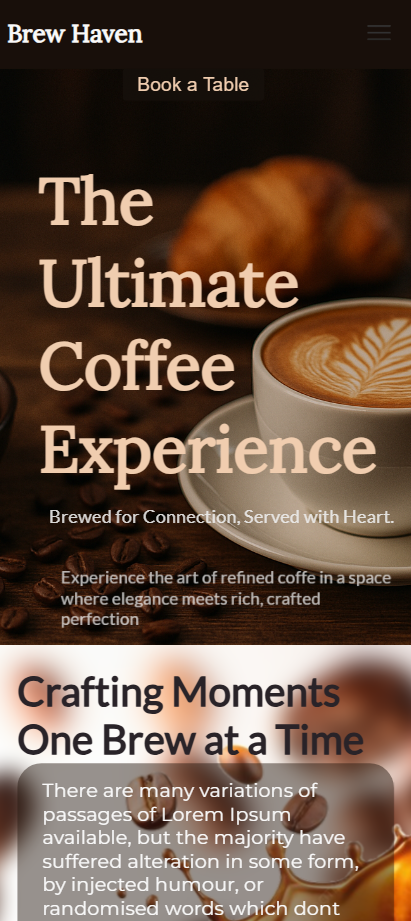 Brew Haven
Book a Table
The
Ultimate
Coffee
Experience
Brewed for Connection, Served with Heart.
Experience the art of refined coffe in a space
where elegance meets rich, crafted
perfection
Crafting Moments
One Brew at a Time
There are many variations of
passages of Lorem Ipsum
available, but the majority have
suffered alteration in some form,
by injected humour, or
randomised words which dont